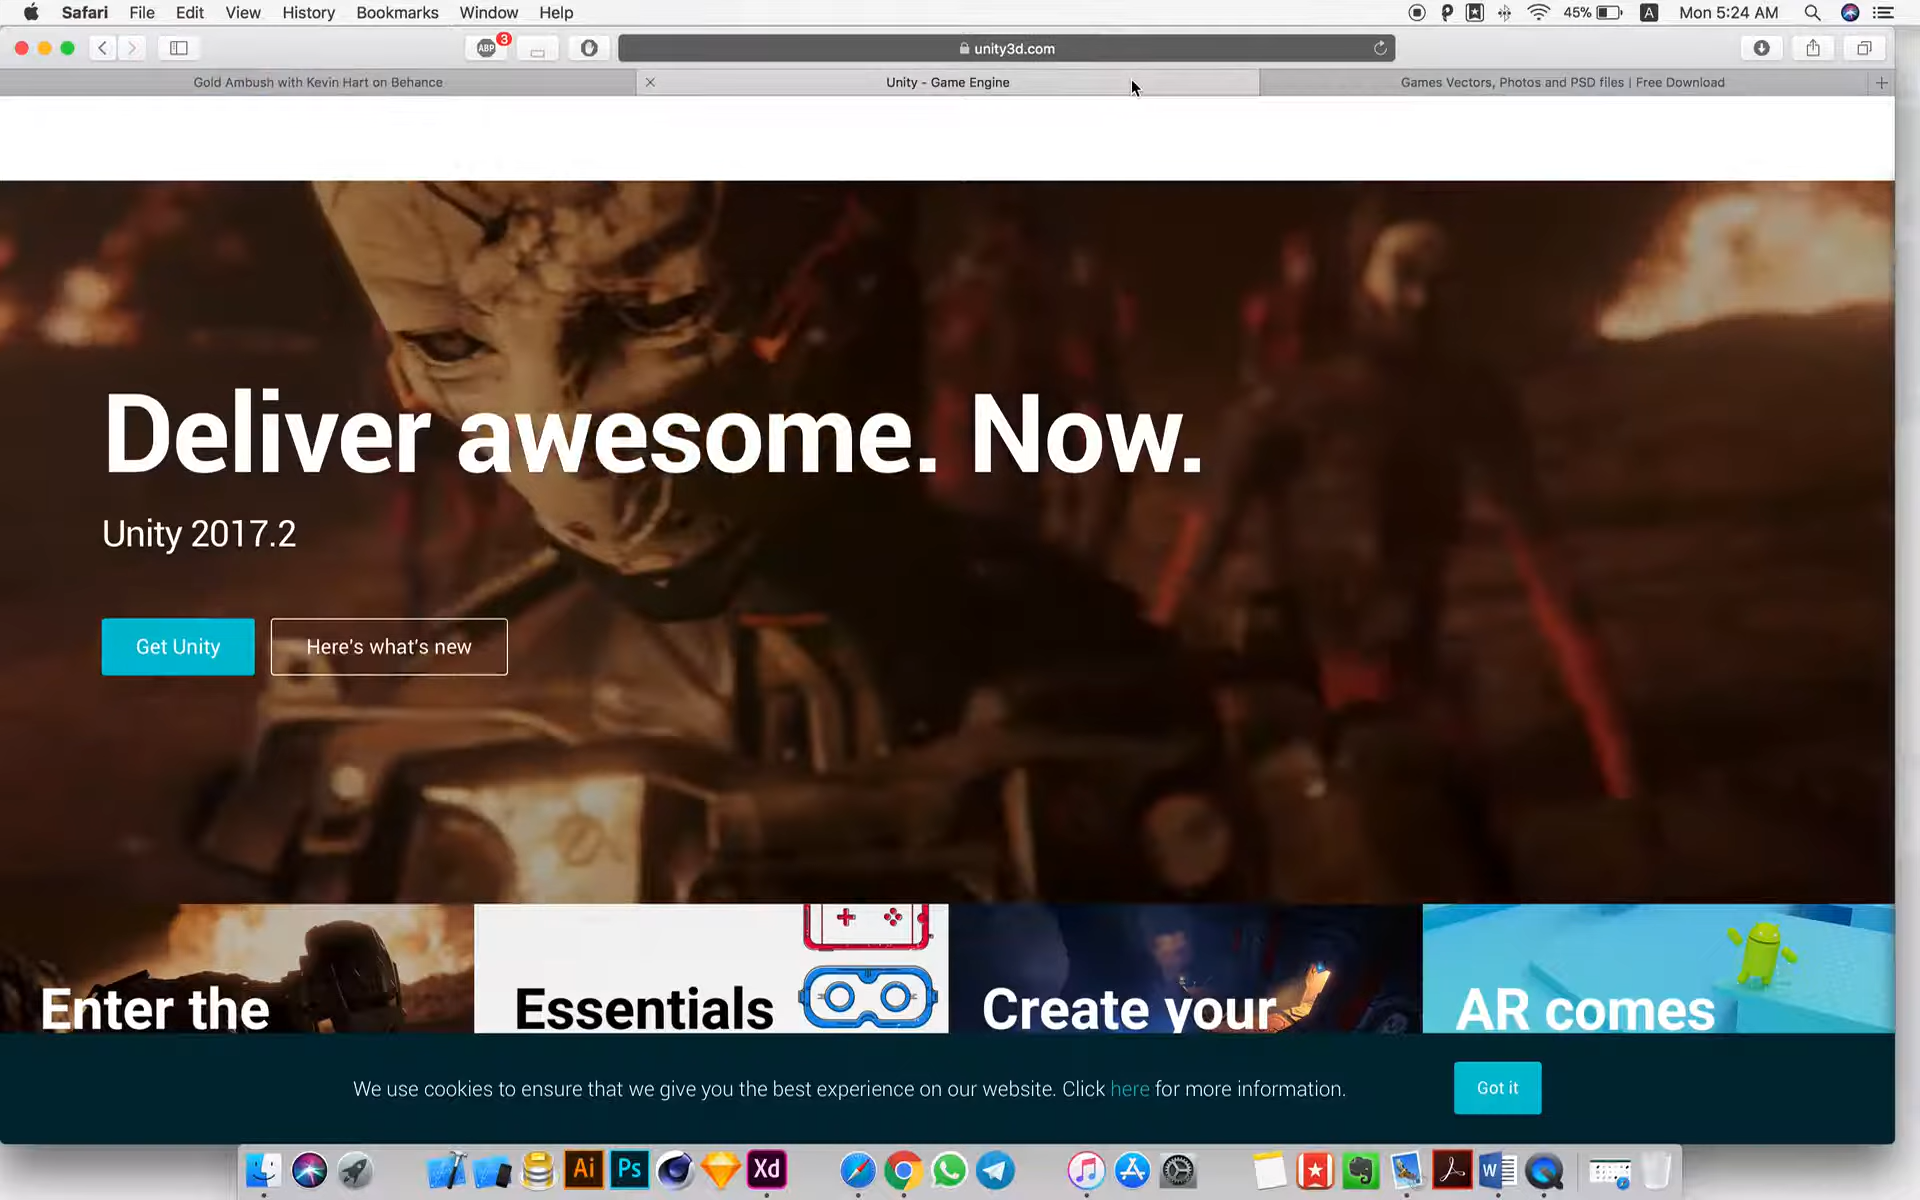 Safari File Edit View History Bookmarks Window Help 45% A Mon 5:24 AM
ABP 3 unity3d.com
Gold Ambush with Kevin Hart on Behance Unity - Game Engine Games Vectors, Photos and PSD files | Free Download
Deliver awesome. Now.
Unity 2017.2
Get Unity Here's what's new
Enter the Essentials Create your AR comes
We use cookies to ensure that we give you the best experience on our website. Click here for more information. Got it
Ai Ps Xd W